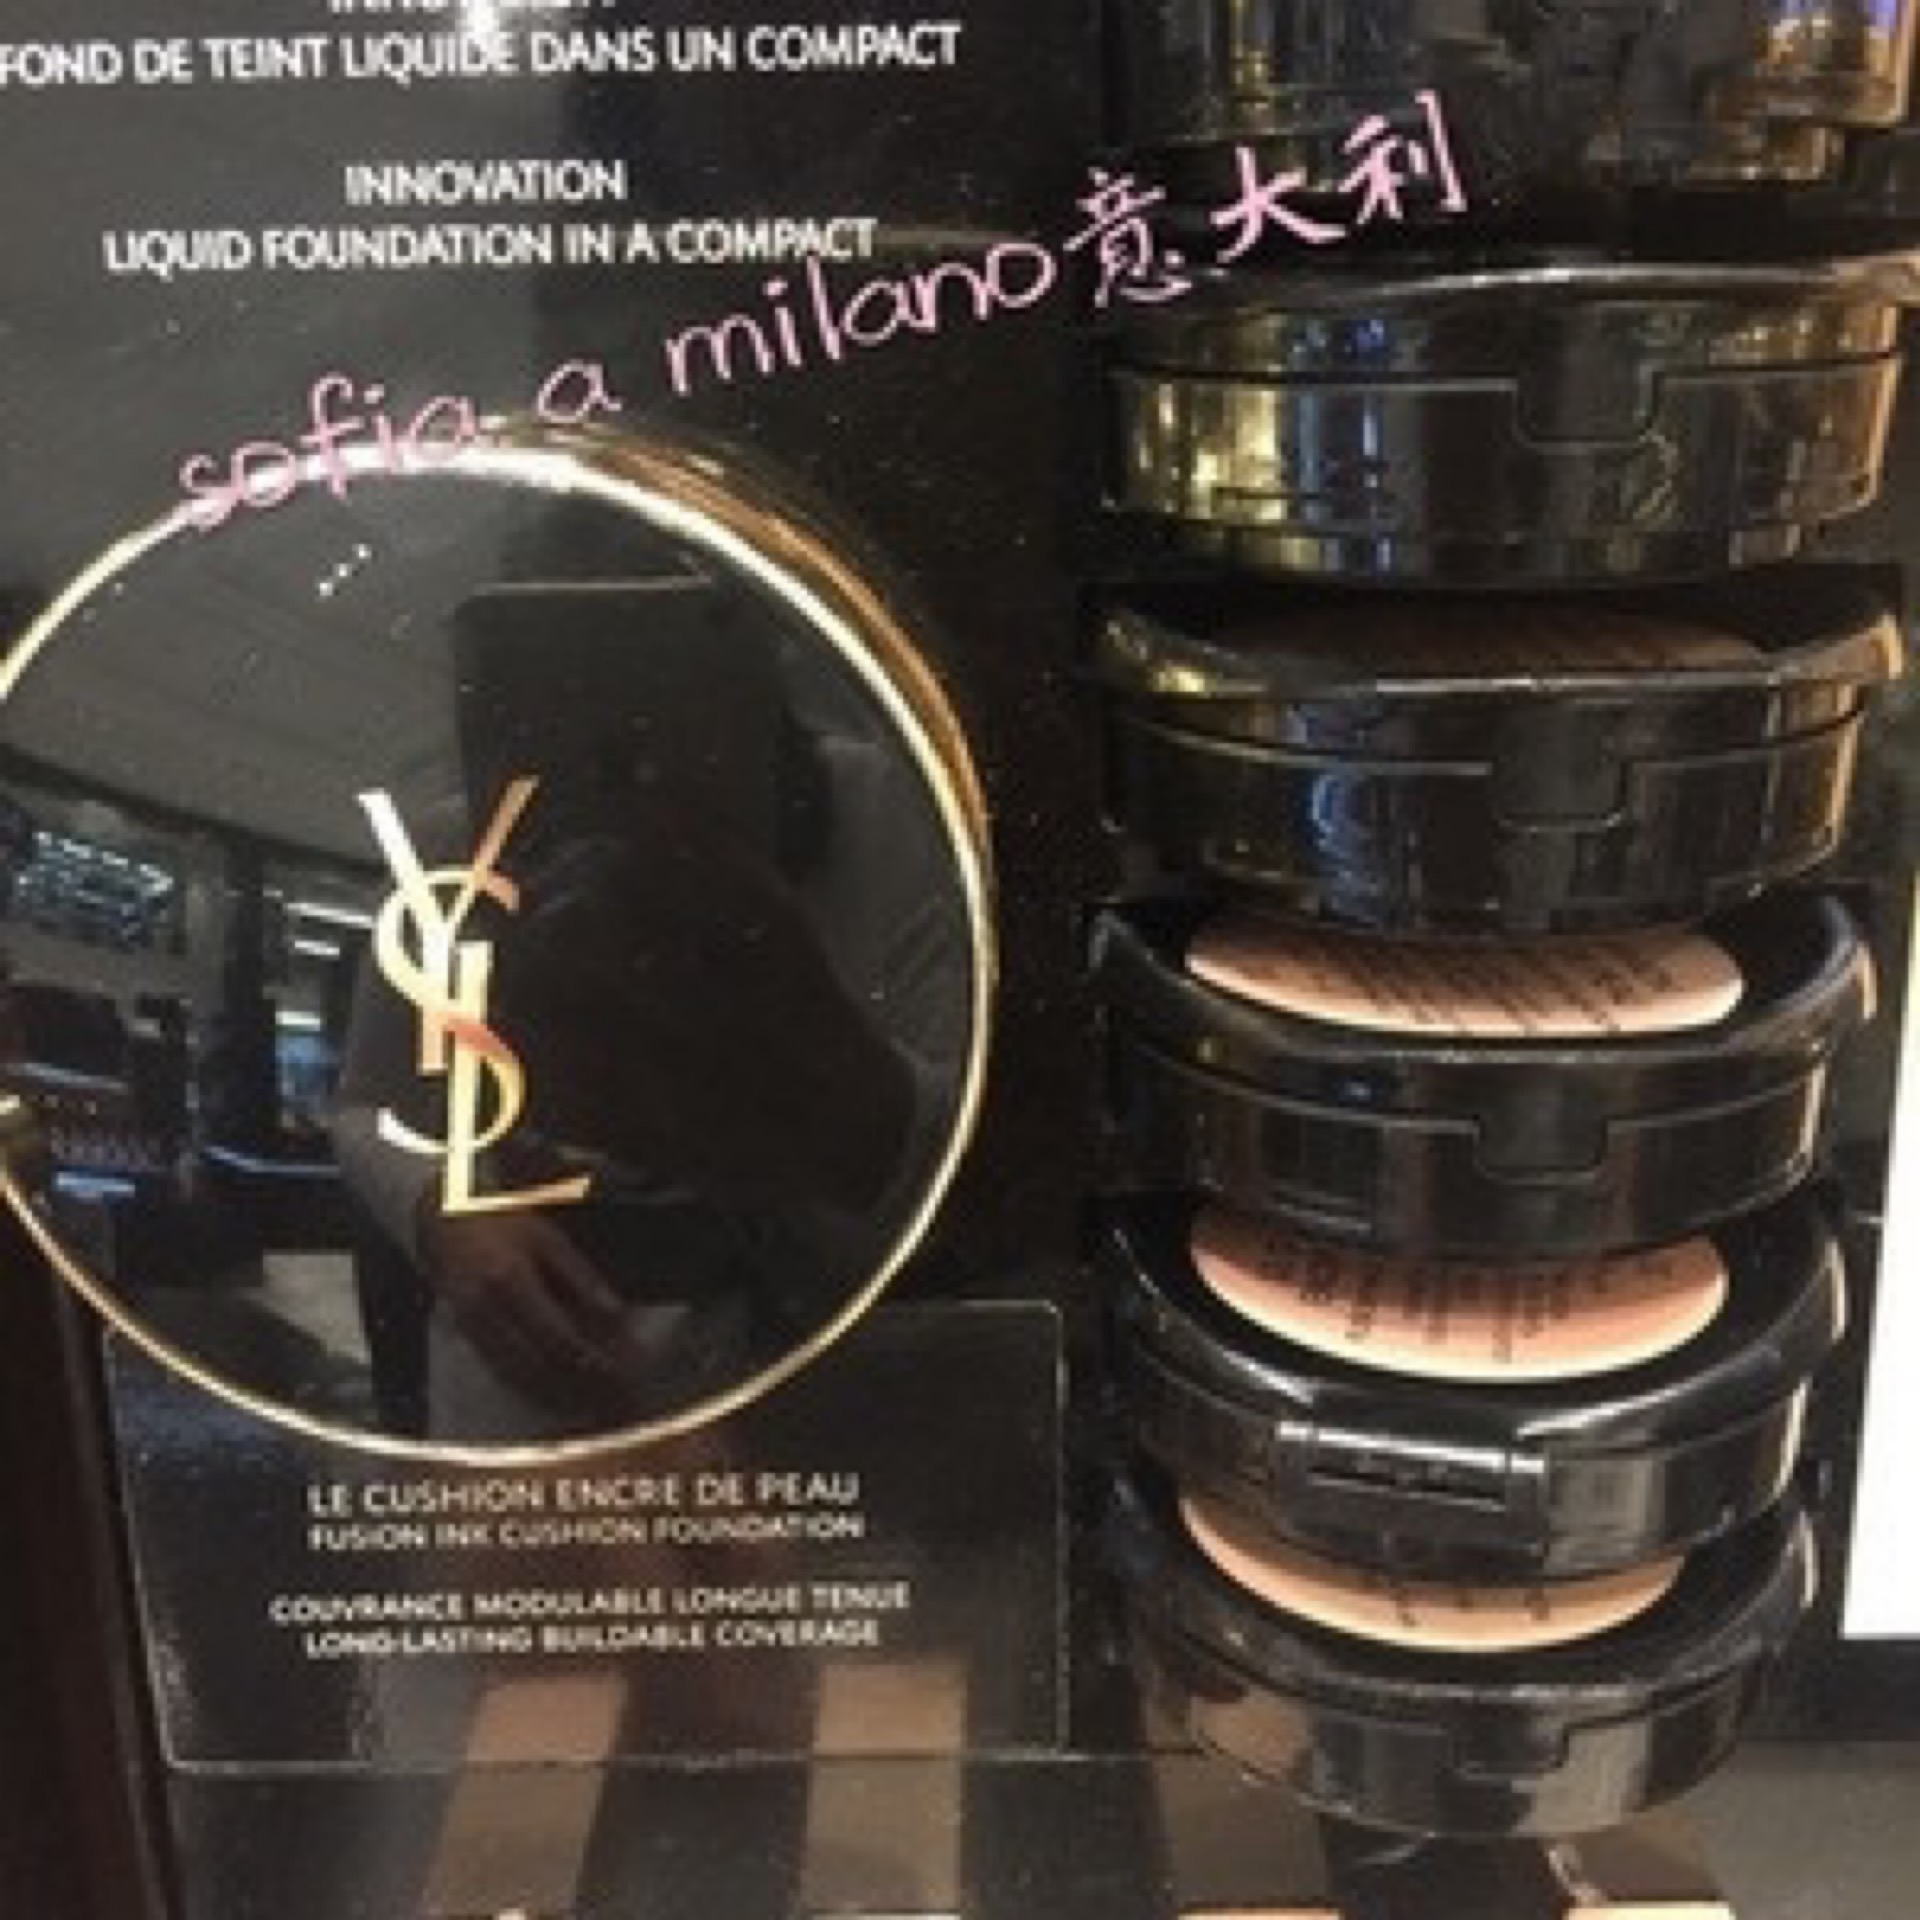 INNOVATION
FOND DE TEINT LIQUIDE DANS UN COMPACT
INNOVATION
LIQUID FOUNDATION IN A COMPACT
sofia a milano意大利
YSL
LE CUSHION ENCRE DE PEAU
FUSION INK CUSHION FOUNDATION
COUVRANCE MODULABLE LONGUE TENUE
LONG-LASTING BUILDABLE COVERAGE